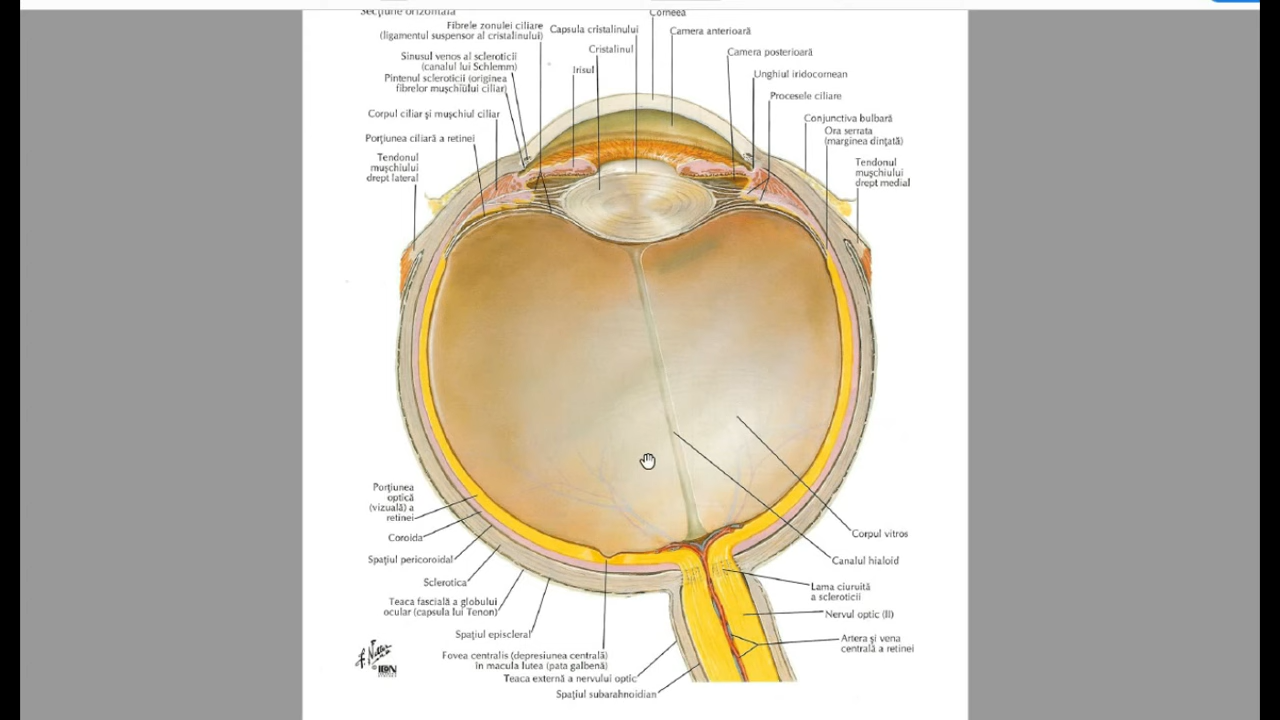 Secțiune orizontală
Corneea
Fibrele zonulei ciliare
(ligamentul suspensor al cristalinului)
Capsula cristalinului
Camera anterioară
Cristalinul
Camera posterioară
Sinusul venos al scleroticii
(canalul lui Schlemm)
Irisul
Unghiul iridocornean
Pintenul scleroticii (originea
fibrelor mușchiului ciliar)
Procesele ciliare
Corpul ciliar și mușchiul ciliar
Conjunctiva bulbară
Porțiunea ciliară a retinei
Ora serrata
(marginea dințată)
Tendonul
mușchiului
drept lateral
Tendonul
mușchiului
drept medial
Porțiunea
optică
(vizuală) a
retinei
Coroida
Corpul vitros
Spațiul pericoroidal
Canalul hialoid
Sclerotica
Lama ciuruită
a scleroticii
Teaca fascială a globului
ocular (capsula lui Tenon)
Nervul optic (II)
Spațiul episcleral
Artera și vena
centrală a retinei
Fovea centralis (depresiunea centrală)
în macula lutea (pata galbenă)
Teaca externă a nervului optic
Spațiul subarahnoidian